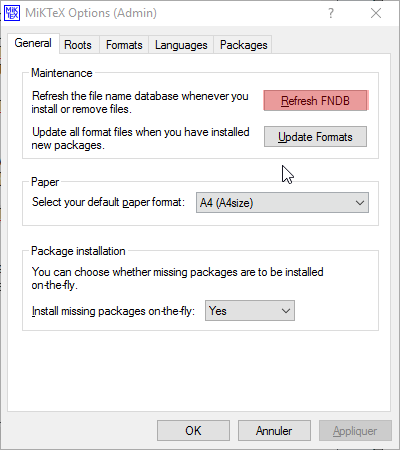 MiKTeX Options (Admin)
General Roots Formats Languages Packages
Maintenance
Refresh the file name database whenever you
install or remove files.
Refresh FNDB
Update all format files when you have installed
new packages.
Update Formats
Paper
Select your default paper format:
A4 (A4size)
Package installation
You can choose whether missing packages are to be installed
on-the-fly.
Install missing packages on-the-fly:
Yes
OK Annuler Appliquer